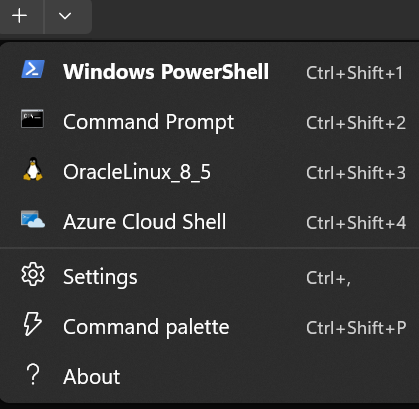 Windows PowerShell Ctrl+Shift+1
Command Prompt Ctrl+Shift+2
OracleLinux_8_5 Ctrl+Shift+3
Azure Cloud Shell Ctrl+Shift+4
Settings Ctrl+,
Command palette Ctrl+Shift+P
About